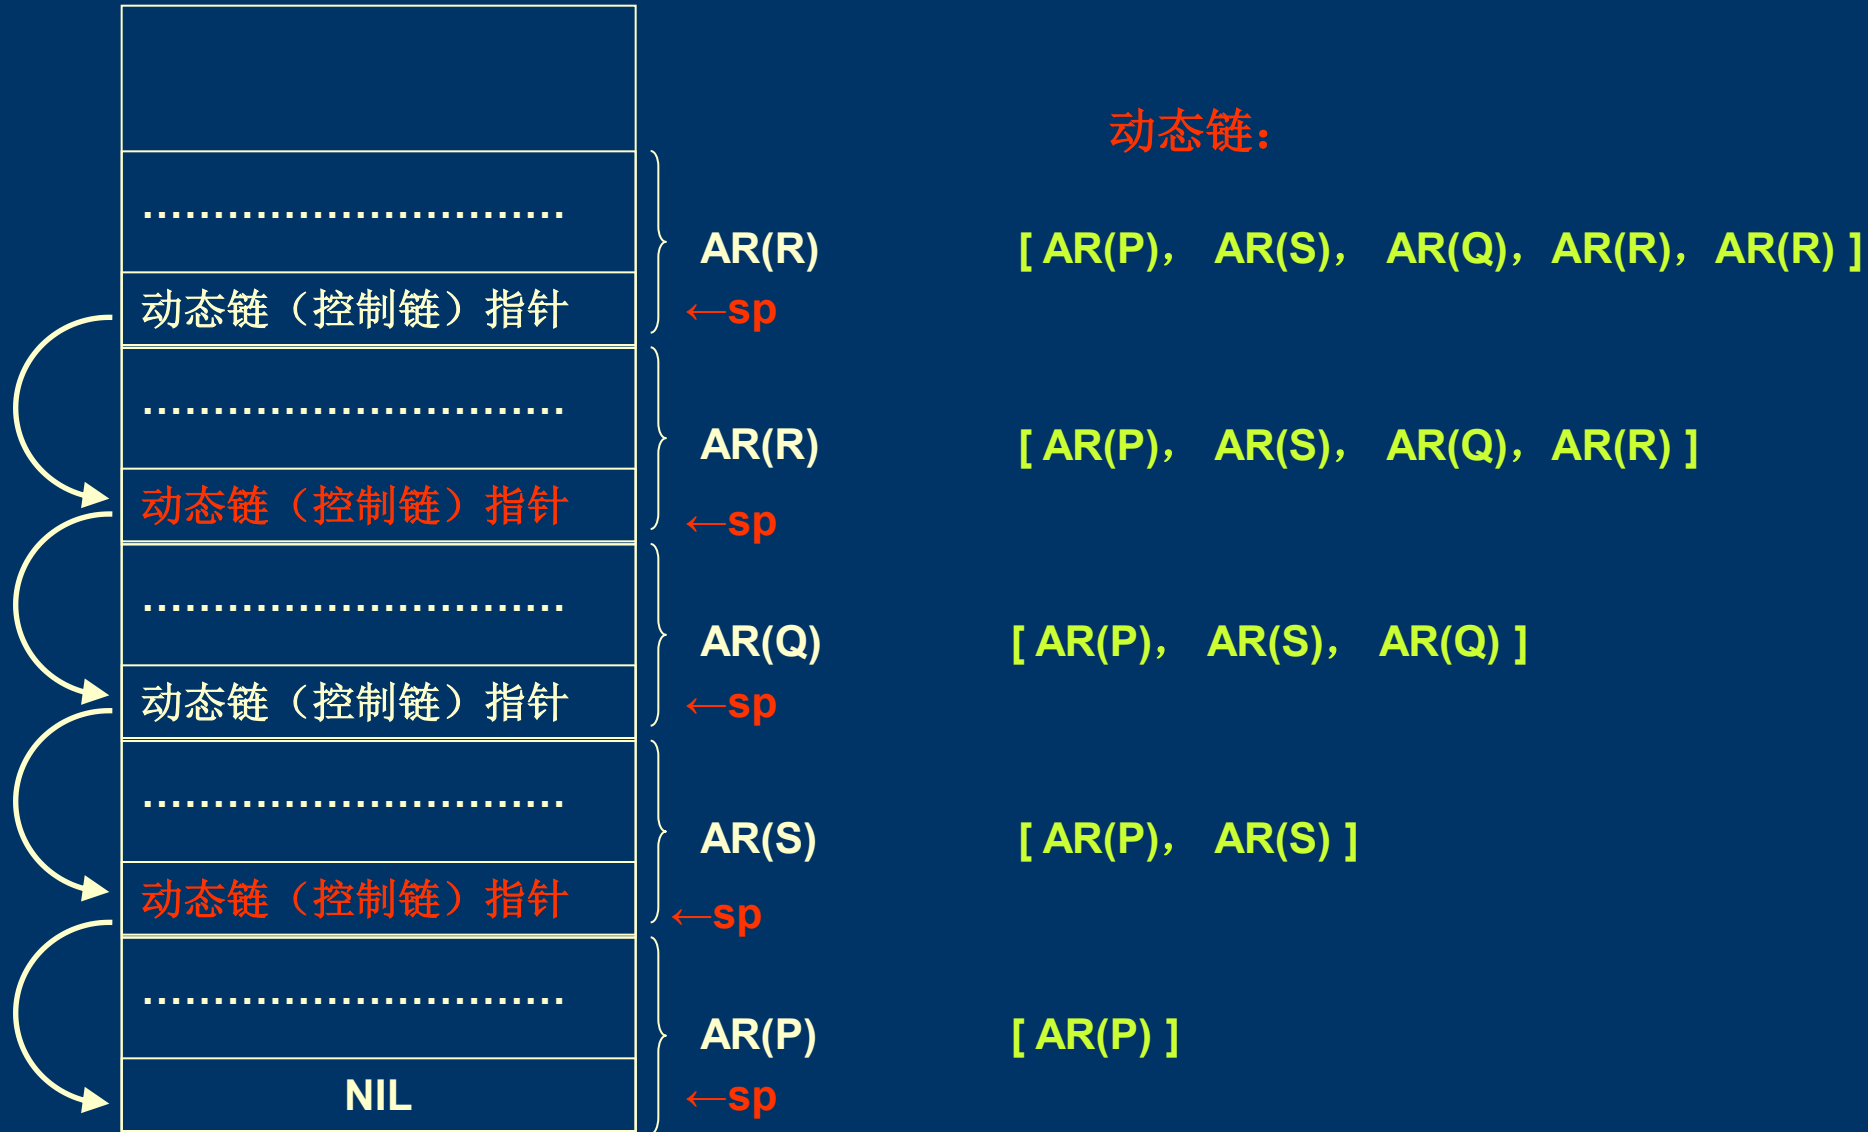 动态链：
..............................
AR(R) [ AR(P)， AR(S)， AR(Q)，AR(R)，AR(R) ]
动态链（控制链）指针 ←sp
..............................
AR(R) [ AR(P)， AR(S)， AR(Q)，AR(R) ]
动态链（控制链）指针 ←sp
..............................
AR(Q) [ AR(P)， AR(S)， AR(Q) ]
动态链（控制链）指针 ←sp
..............................
AR(S) [ AR(P)， AR(S) ]
动态链（控制链）指针 ←sp
..............................
AR(P) [ AR(P) ]
NIL ←sp